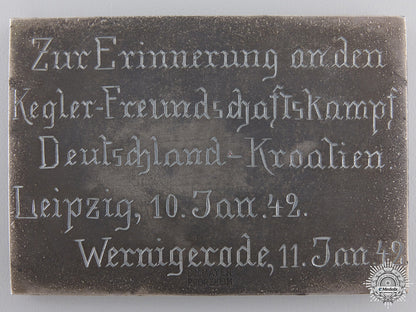 Zur Erinnerung an den
Kegler-Freundschaftskampf
Deutschland-Kroatien
Leipzig, 10. Jan. 42.
Wernigerode, 11. Jan 42